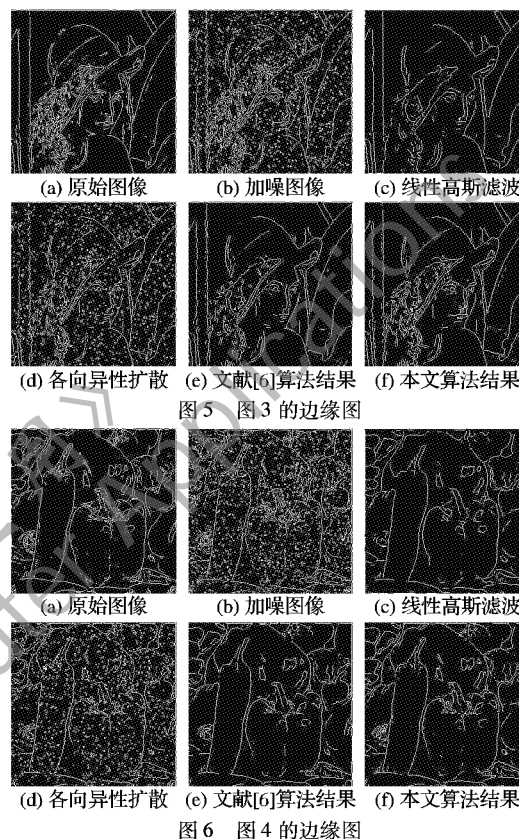 (a) 原始图像 (b) 加噪图像 (c) 线性高斯滤波
(d) 各向异性扩散 (e) 文献[6]算法结果 (f) 本文算法结果
图 5 图 3 的边缘图
(a) 原始图像 (b) 加噪图像 (c) 线性高斯滤波
(d) 各向异性扩散 (e) 文献[6]算法结果 (f) 本文算法结果
图 6 图 4 的边缘图
用》
Applications